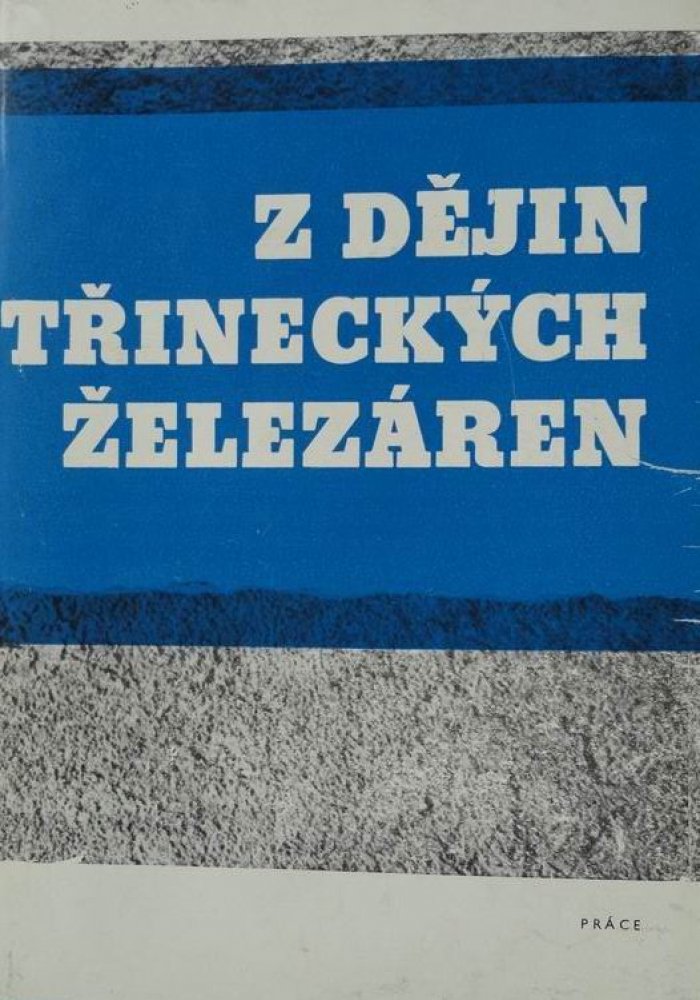 Z DĚJIN
TŘINECKÝCH
ŽELEZÁREN
PRÁCE